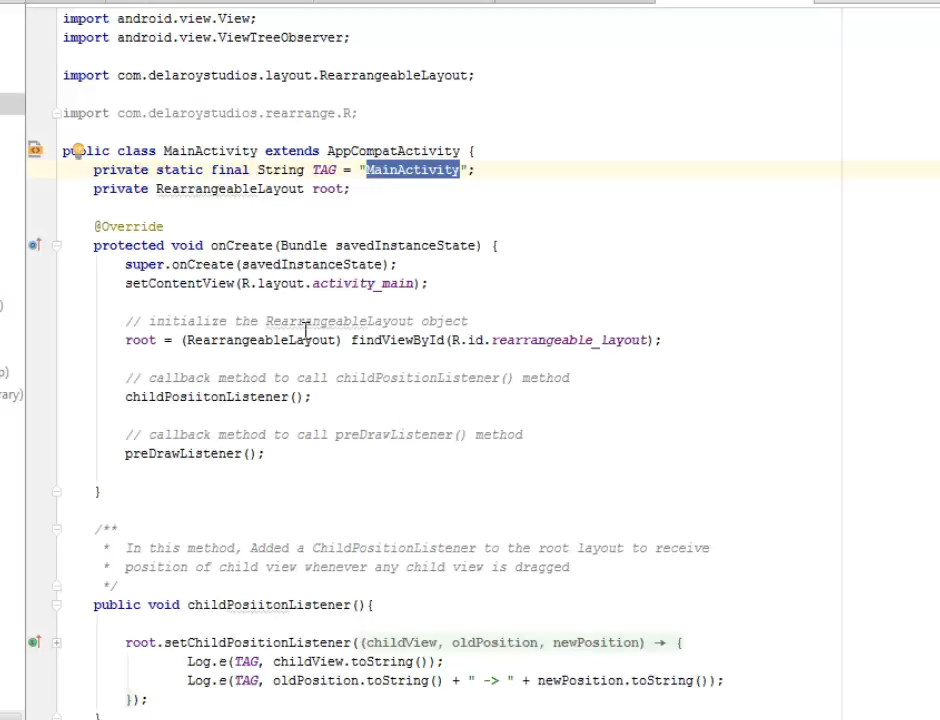 import android.view.View;
import android.view.ViewTreeObserver;
import com.delaroystudios.layout.RearrangeableLayout;
import com.delaroystudios.rearrange.R;
public class MainActivity extends AppCompatActivity {
private static final String TAG = "MainActivity";
private RearrangeableLayout root;
@Override
protected void onCreate(Bundle savedInstanceState) {
super.onCreate(savedInstanceState);
setContentView(R.layout.activity_main);
// initialize the RearrangeableLayout object
root = (RearrangeableLayout) findViewById(R.id.rearrangeable_layout);
// callback method to call childPositionListener() method
childPosiitonListener();
// callback method to call preDrawListener() method
preDrawListener();
}
/**
* In this method, Added a ChildPositionListener to the root layout to receive
* position of child view whenever any child view is dragged
*/
public void childPosiitonListener(){
root.setChildPositionListener((childView, oldPosition, newPosition) → {
Log.e(TAG, childView.toString());
Log.e(TAG, oldPosition.toString() + " -> " + newPosition.toString());
});
}
)
p)
rary)